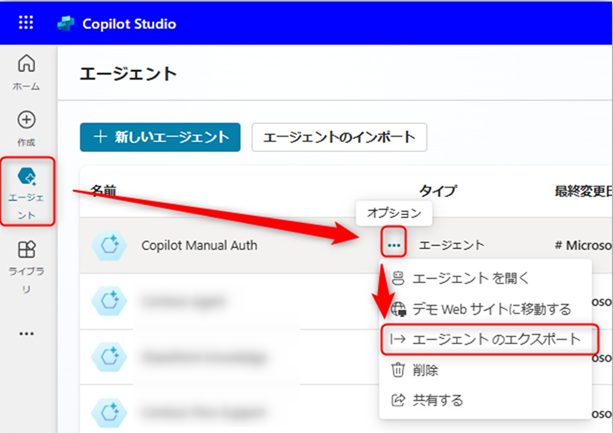 Copilot Studio
ホーム
作成
エージェ
ント
ライブラ
リ
エージェント
新しいエージェント
エージェントのインポート
名前
タイプ
最終変更日
オプション
Copilot Manual Auth
エージェント
# Microso
エージェント を開く
デモ Web サイトに移動する
エージェント のエクスポート
削除
共有する